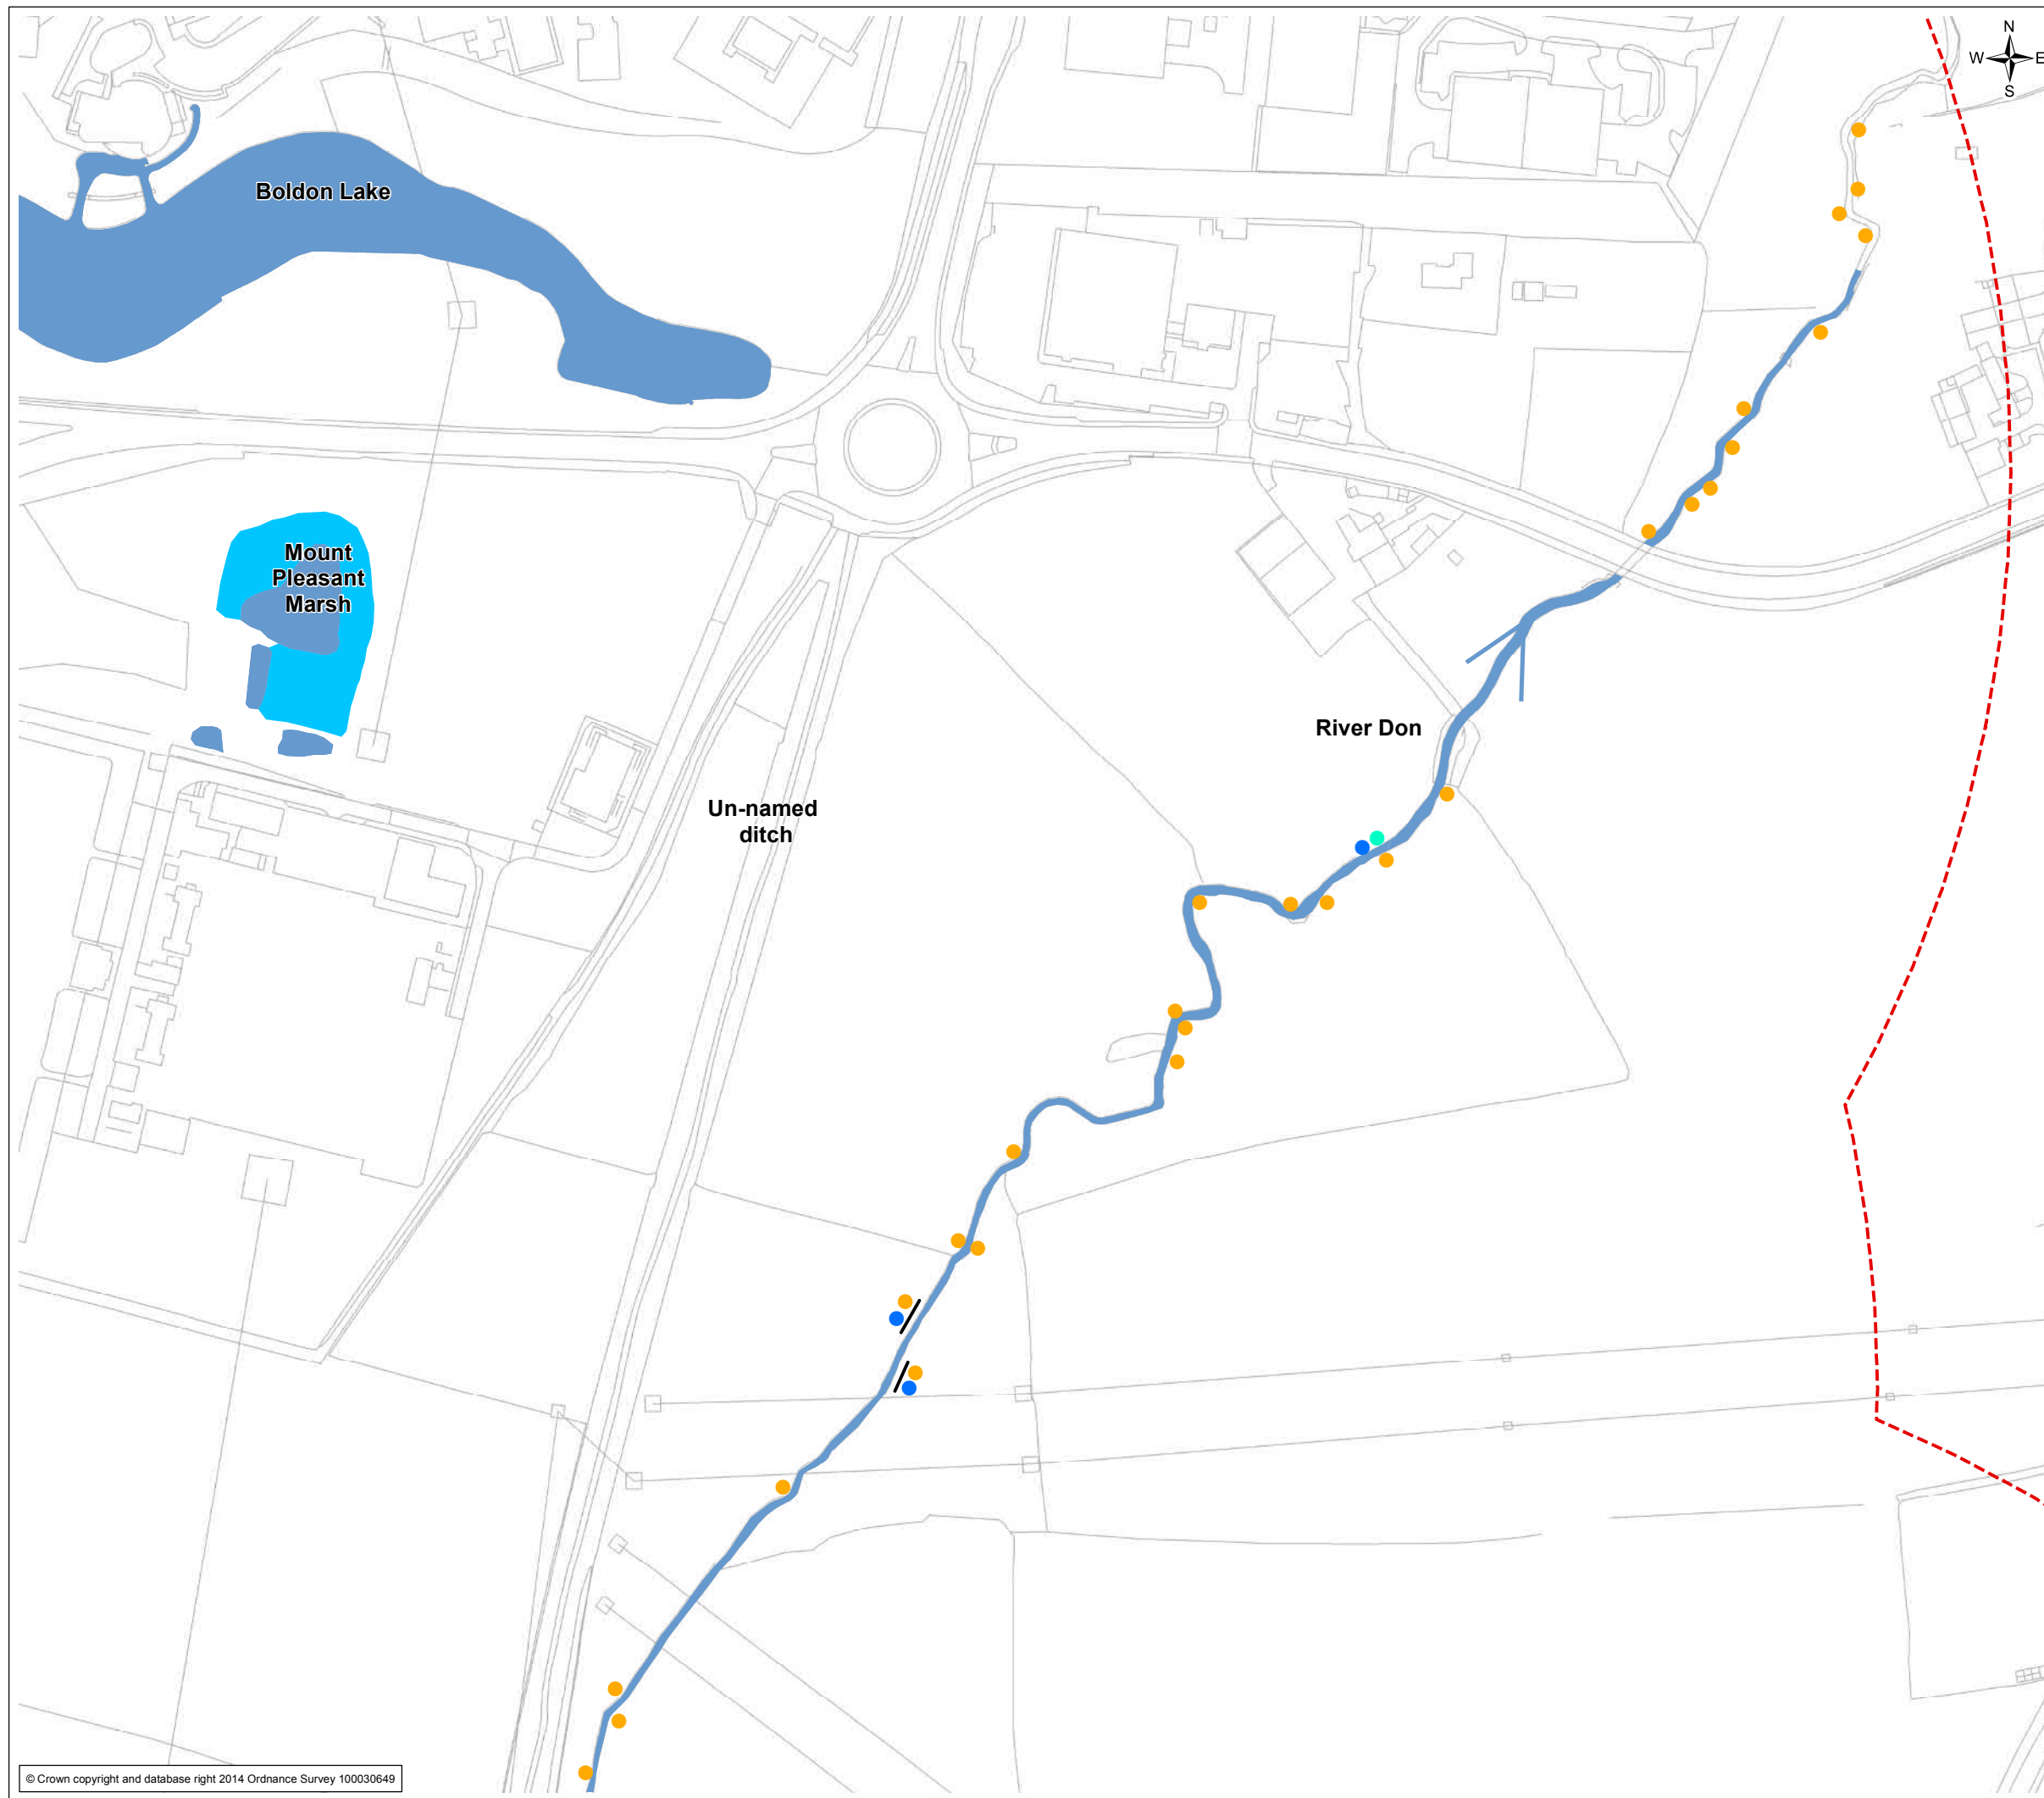 N
W E
S
Boldon Lake
Mount
Pleasant
Marsh
River Don
Un-named
ditch
© Crown copyright and database right 2014 Ordnance Survey 100030649